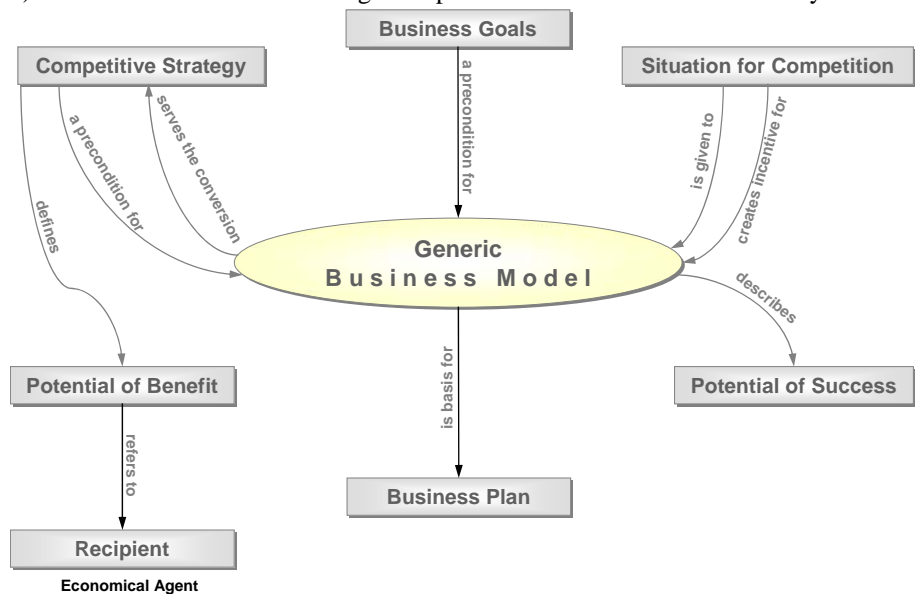 Business Goals
Competitive Strategy
Situation for Competition
a precondition for
serves the conversion
a precondition for
is given to
creates incentive for
defines
Generic
Business Model
describes
is basis for
Potential of Benefit
Potential of Success
refers to
Business Plan
Recipient
Economical Agent